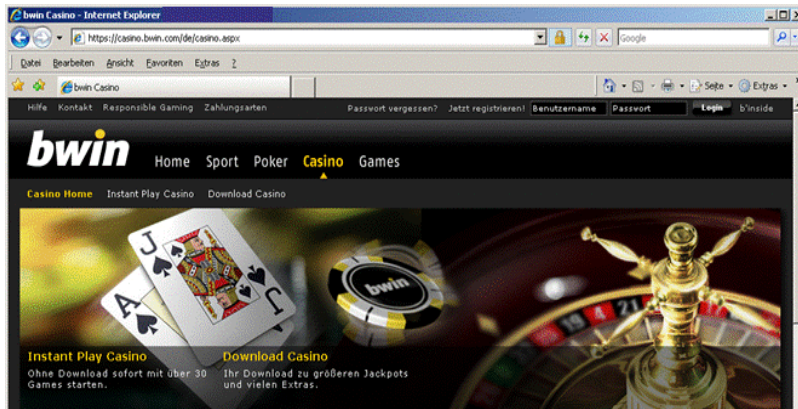 bwin Casino - Internet Explorer
https://casino.bwin.com/de/casino.aspx
Google
Datei Bearbeiten Ansicht Favoriten Extras ?
bwin Casino
Seite Extras
Hilfe Kontakt Responsible Gaming Zahlungsarten Passwort vergessen? Jetzt registrieren! Benutzername Passwort Login b'inside
bwin Home Sport Poker Casino Games
Casino Home Instant Play Casino Download Casino
J
A
J
bwin
4 21
19
Instant Play Casino
Ohne Download sofort mit über 30
Games starten.
Download Casino
Ihr Download zu größeren Jackpots
und vielen Extras.